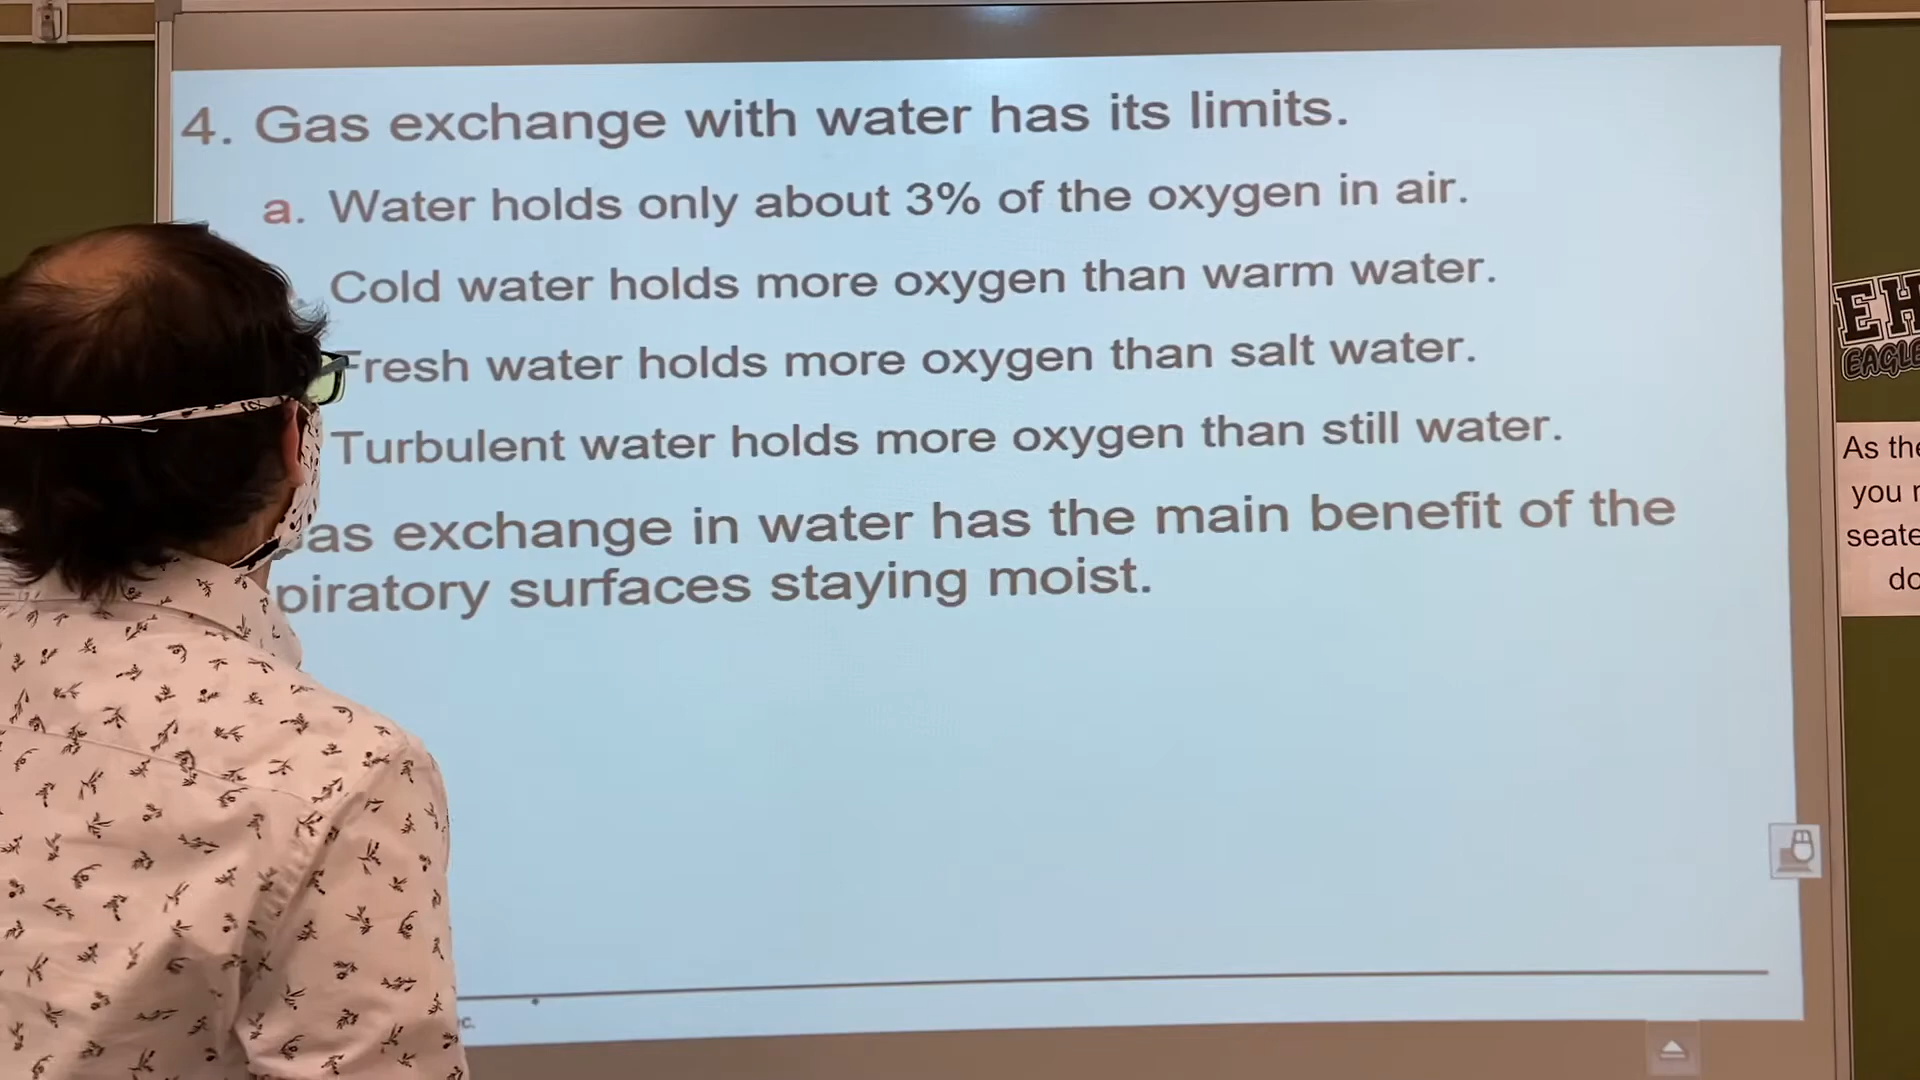 4. Gas exchange with water has its limits.
a. Water holds only about 3% of the oxygen in air.
Cold water holds more oxygen than warm water.
Fresh water holds more oxygen than salt water.
Turbulent water holds more oxygen than still water.
as exchange in water has the main benefit of the
piratory surfaces staying moist.
c.
EH
EAGLE
As the
you
seate
do